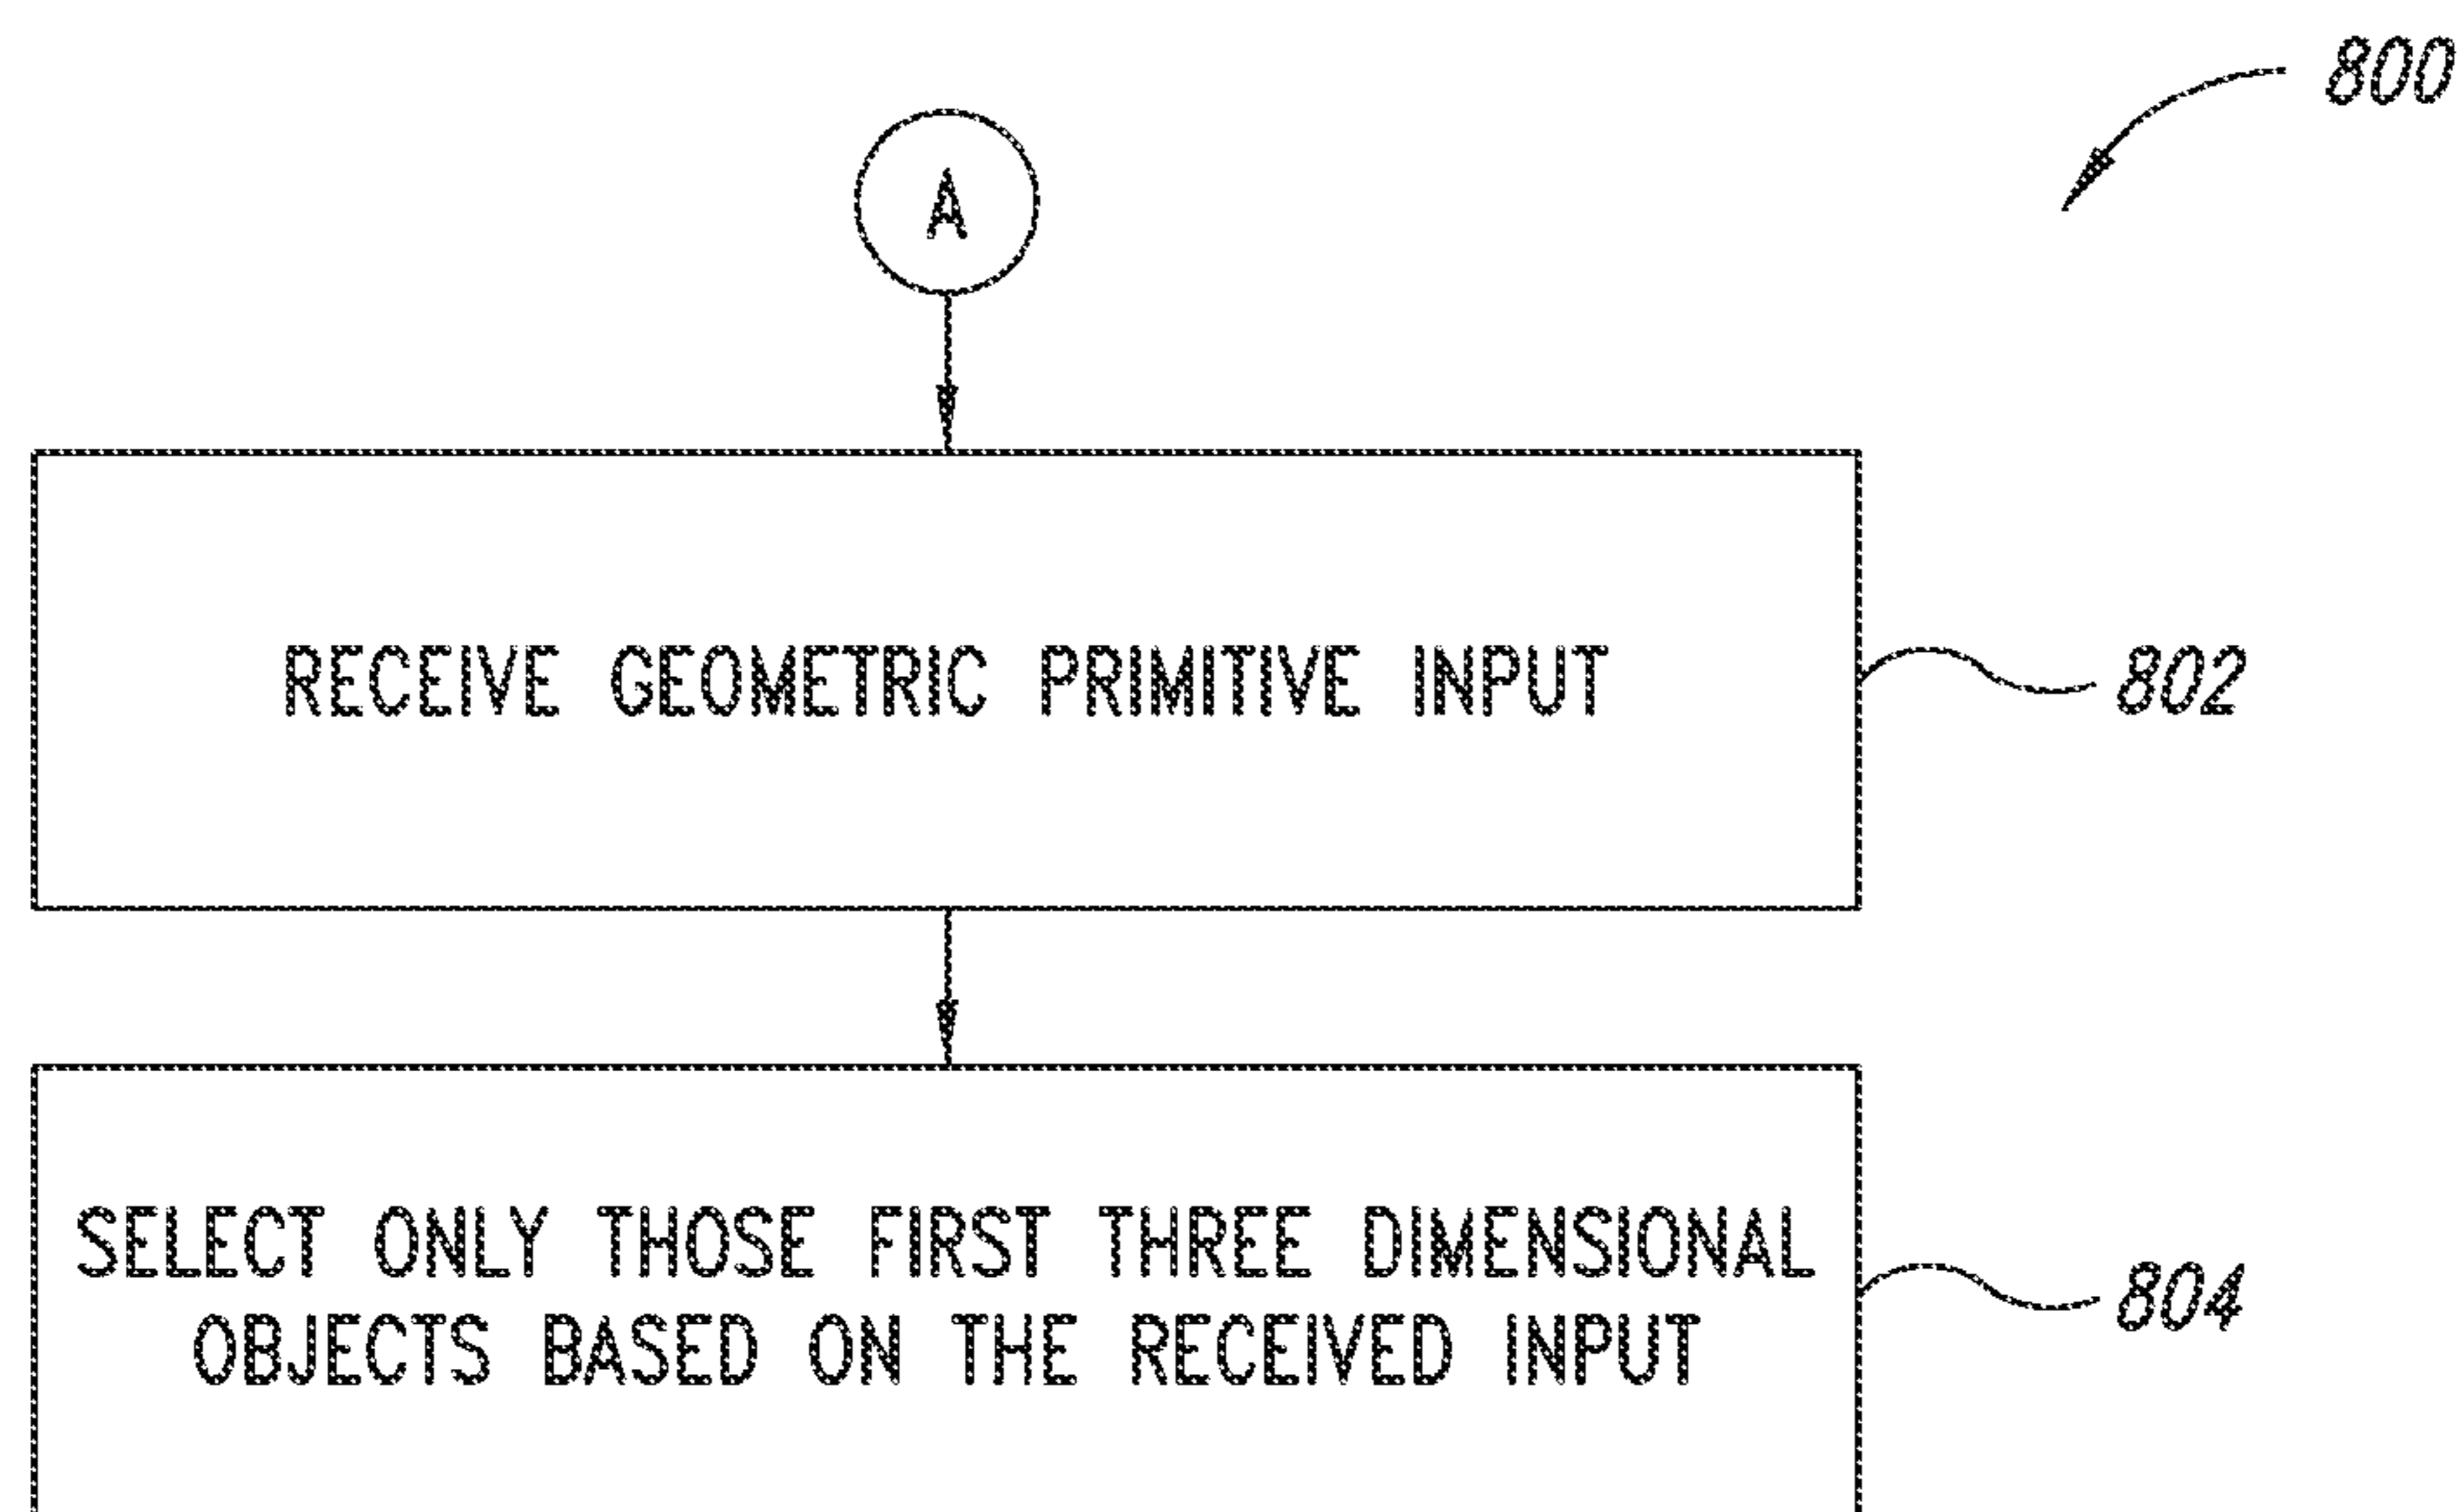 800
A
RECEIVE GEOMETRIC PRIMITIVE INPUT
802
SELECT ONLY THOSE FIRST THREE DIMENSIONAL
OBJECTS BASED ON THE RECEIVED INPUT
804